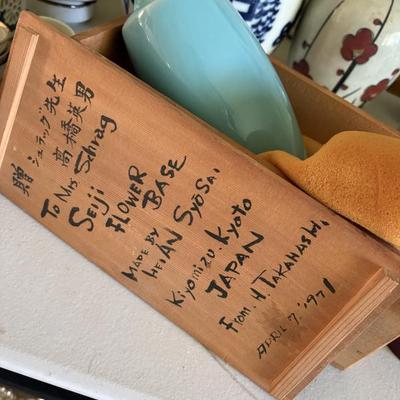 贈 シュラッグ先生
高橋英男
To Mrs Schrag
Seiji
FLOWER BASE
MADE BY
HEIAN SYOSAI
Kiyomizu. Kyoto
JAPAN
From. H. TAKAHASHI.
APRIL 7. '971